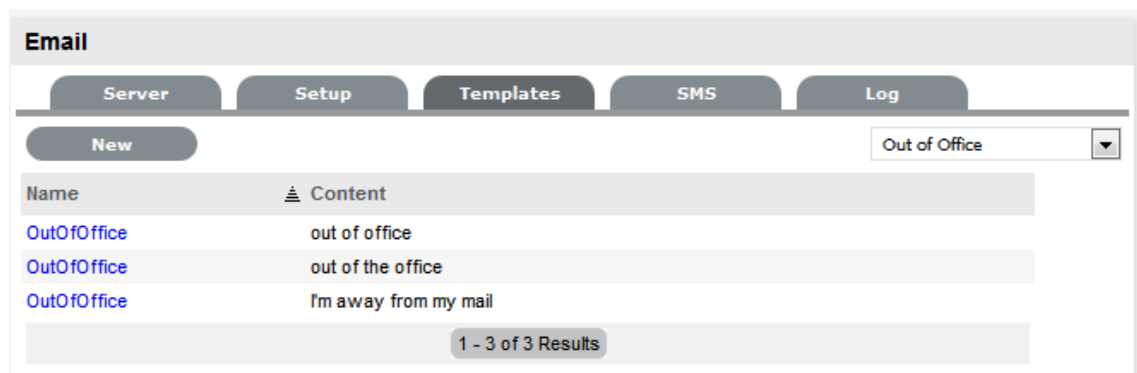 Email
Server Setup Templates SMS Log
New Out of Office
Name Content
OutOfOffice out of office
OutOfOffice out of the office
OutOfOffice I'm away from my mail
1 - 3 of 3 Results